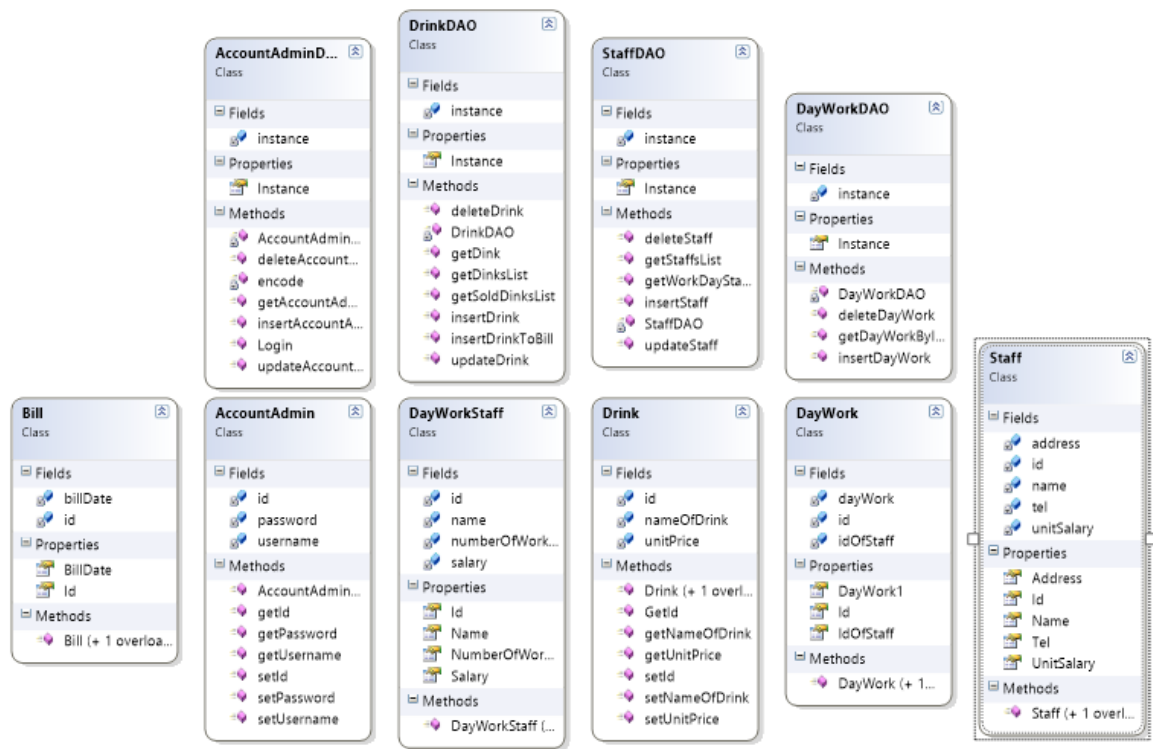 AccountAdminD...
Class
Fields
instance
Properties
Instance
Methods
AccountAdmin...
deleteAccount...
encode
getAccountAd...
insertAccountA...
Login
updateAccount...
DrinkDAO
Class
Fields
instance
Properties
Instance
Methods
deleteDrink
DrinkDAO
getDink
getDinksList
getSoldDinksList
insertDrink
insertDrinkToBill
updateDrink
StaffDAO
Class
Fields
instance
Properties
Instance
Methods
deleteStaff
getStaffsList
getWorkDaySta...
insertStaff
StaffDAO
updateStaff
DayWorkDAO
Class
Fields
instance
Properties
Instance
Methods
DayWorkDAO
deleteDayWork
getDayWorkByI...
insertDayWork
Bill
Class
Fields
billDate
id
Properties
BillDate
Id
Methods
Bill (+ 1 overloa...
AccountAdmin
Class
Fields
id
password
username
Methods
AccountAdmin...
getId
getPassword
getUsername
setId
setPassword
setUsername
DayWorkStaff
Class
Fields
id
name
numberOfWork...
salary
Properties
Id
Name
NumberOfWor...
Salary
Methods
DayWorkStaff (...
Drink
Class
Fields
id
nameOfDrink
unitPrice
Methods
Drink (+ 1 overl...
GetId
getNameOfDrink
getUnitPrice
setId
setNameOfDrink
setUnitPrice
DayWork
Class
Fields
dayWork
id
idOfStaff
Properties
DayWork1
Id
IdOfStaff
Methods
DayWork (+ 1...
Staff
Class
Fields
address
id
name
tel
unitSalary
Properties
Address
Id
Name
Tel
UnitSalary
Methods
Staff (+ 1 overl...